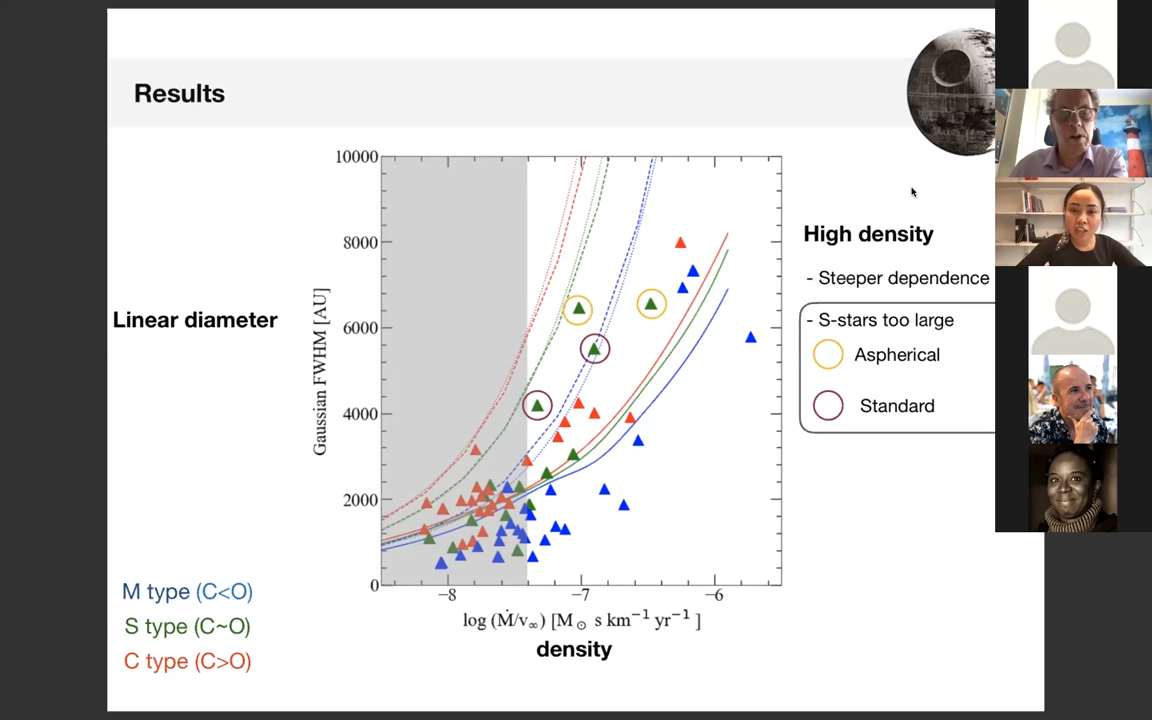 Results
Linear diameter
Gaussian FWHM [AU]
10000
8000
6000
4000
2000
0
−8
−7
−6
log (Ṁ/v∞) [M⊙ s km−1 yr−1 ]
density
High density
- Steeper dependence
- S-stars too large
Aspherical
Standard
M type (C<O)
S type (C~O)
C type (C>O)